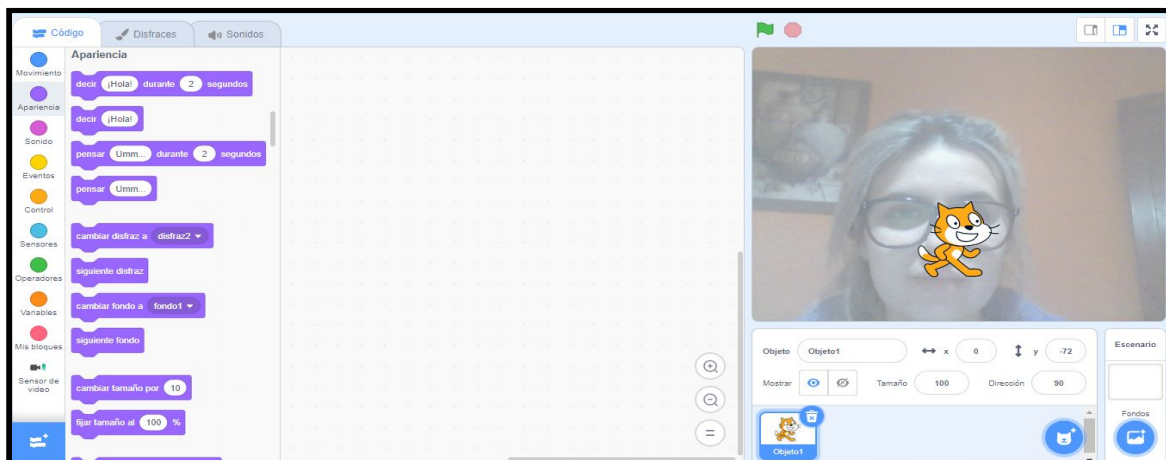 Código
Disfraces
Sonidos
Movimiento
Apariencia
Sonido
Eventos
Control
Sensores
Operadores
Variables
Mis bloques
Sensor de
video
Apariencia
decir ¡Hola! durante 2 segundos
decir ¡Hola!
pensar Umm... durante 2 segundos
pensar Umm...
cambiar disfraz a disfraz2
siguiente disfraz
cambiar fondo a fondo1
siguiente fondo
cambiar tamaño por 10
fijar tamaño al 100 %
Objeto Objeto1 x 0 y -72
Mostrar Tamaño 100 Dirección 90
Objeto1
Escenario
Fondos